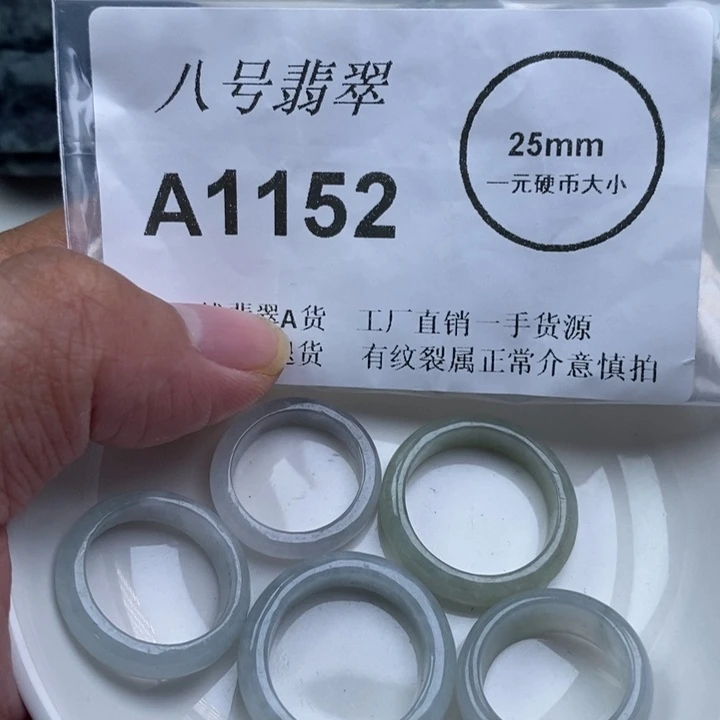 八号翡翠
A1152
25mm
一元硬币大小
翡翠A货 工厂直销一手货源
退货 有纹裂属正常介意慎拍